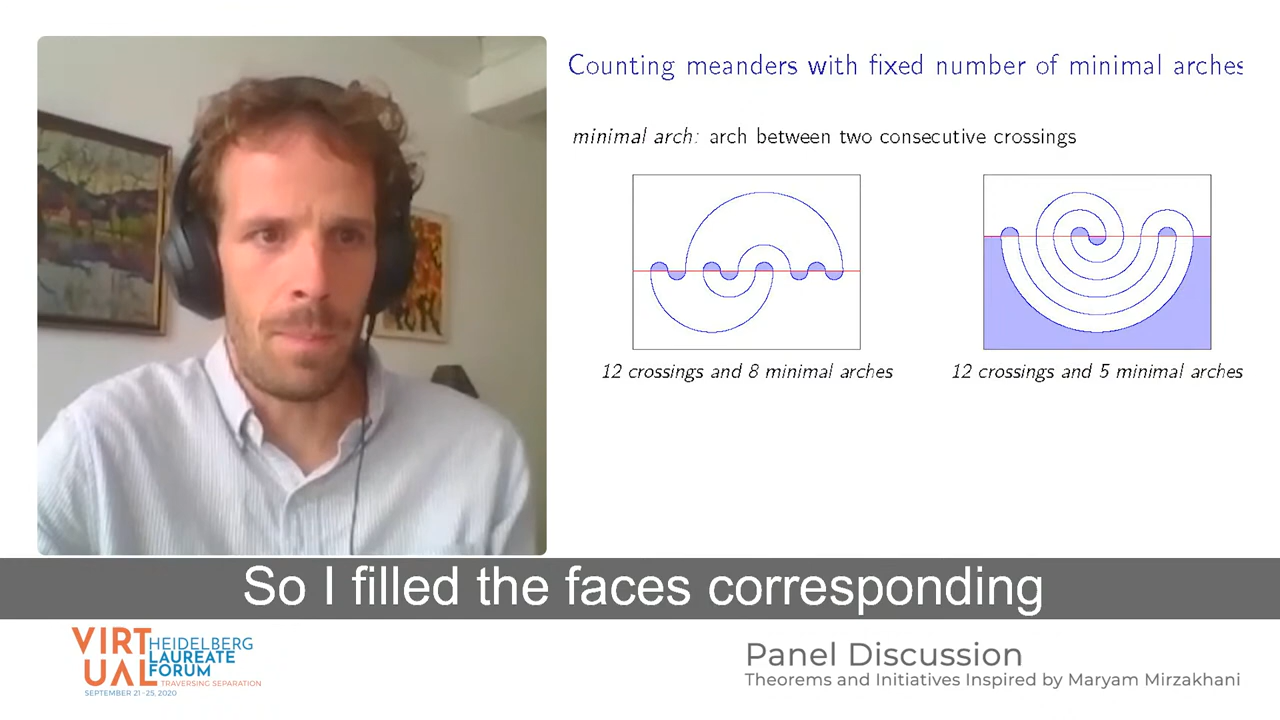 Counting meanders with fixed number of minimal arches
minimal arch: arch between two consecutive crossings
12 crossings and 8 minimal arches
12 crossings and 5 minimal arches
So I filled the faces corresponding
VIRT
UAL
HEIDELBERG
LAUREATE
FORUM
TRAVERSING SEPARATION
SEPTEMBER 21-25, 2020
Panel Discussion
Theorems and Initiatives Inspired by Maryam Mirzakhani